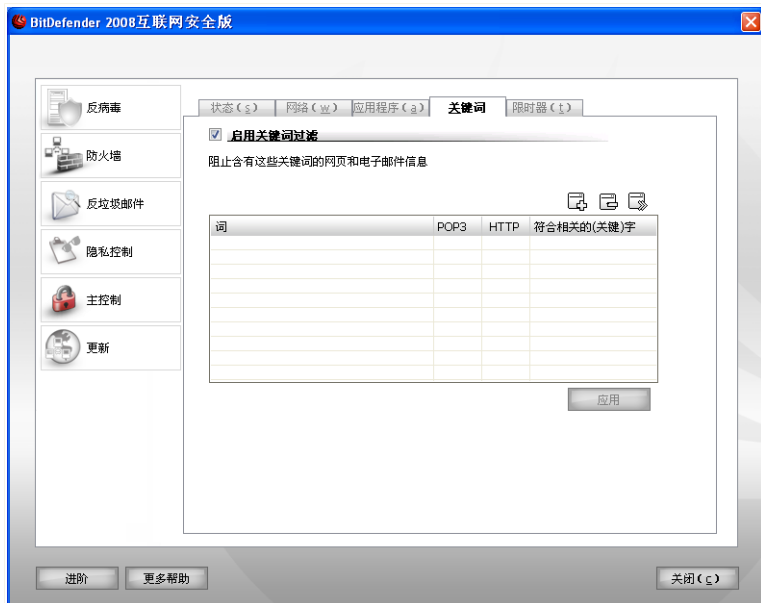 BitDefender 2008互联网安全版
反病毒
防火墙
反垃圾邮件
隐私控制
主控制
更新
状态(s) 网络(w) 应用程序(a) 关键词 限时器(t)
启用关键词过滤
阻止含有这些关键词的网页和电子邮件信息
词 POP3 HTTP 符合相关的(关键)字
应用
进阶 更多帮助 关闭(c)